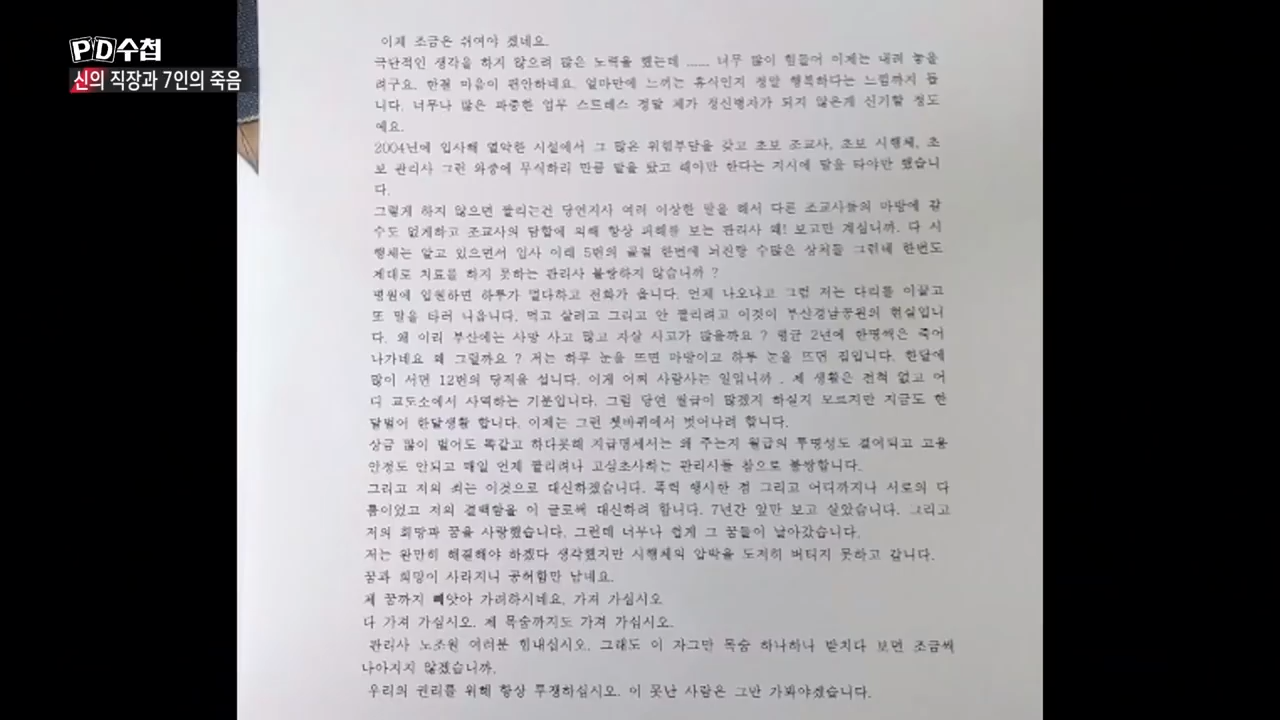 PD수첩
신의 직장과 7인의 죽음
이제 조금은 쉬여야 겠네요.
극단적인 생각을 하지 않으려 많은 노력을 했는데 ...... 너무 많이 힘들어 이제는 내려 놓을
려구요. 한결 마음이 편안하네요. 얼마만에 느끼는 휴식인지 정말 행복하다는 느낌까지 듭
니다. 너무나 많은 과중한 업무 스트레스 정말 제가 정신병자가 되지 않은게 신기할 정도
예요.
2004년에 입사해 열악한 시설에서 그 많은 위험부담을 갖고 초보 조교사, 초보 시행체, 초
보 관리사 그런 와중에 무식하리 만큼 말을 탔고 해야만 한다는 지시에 말을 타야만 했습니
다.
그렇게 하지 않으면 짤리는건 당연지사 여러 이상한 말을 해서 다른 조교사들의 마방에 갈
수도 없게하고 조교사의 담합에 의해 항상 피해를 보는 관리사 왜! 보고만 계십니까. 다 시
행체는 알고 있으면서 입사 이래 5번의 골절 한번에 뇌진탕 수많은 상처들 그런데 한번도
제대로 치료를 하지 못하는 관리사 불쌍하지 않습니까 ?
병원에 입원하면 하루가 멀다하고 전화가 옵니다. 언제 나오냐고 그럼 저는 다리를 이끌고
또 말을 타러 나옵니다. 먹고 살려고 그리고 안 짤리려고 이것이 부산경남공원의 현실입니
다. 왜 이리 부산에는 사망 사고 많고 자살 사고가 많을까요 ? 평균 2년에 한명씩은 죽어
나가네요 왜 그럴까요 ? 저는 하루 눈을 뜨면 마방이고 하루 눈을 뜨면 집입니다. 한달에
많이 서면 12번의 당직을 섭니다. 이게 어찌 사람사는 일입니까 . 제 생활은 전혀 없고 어
디 교도소에서 사역하는 기분입니다. 그럼 당연 월급이 많겠지 하실지 모르지만 지금도 한
달벌어 한달생활 합니다. 이제는 그런 쳇바퀴에서 벗어나려 합니다.
상금 많이 벌어도 똑같고 하다못해 지급명세서는 왜 주는지 월급의 투명성도 결여되고 고용
안정도 안되고 매일 언제 짤리려나 고심초사하는 관리시들 참으로 불쌍합니다.
그리고 저의 죄는 이것으로 대신하겠습니다. 폭력 행사한 점 그리고 어디까지나 서로의 다
툼이었고 저의 결백함을 이 글로써 대신하려 합니다. 7년간 앞만 보고 살았습니다. 그리고
저의 희망과 꿈을 사랑했습니다. 그런데 너무나 쉽게 그 꿈들이 날아갔습니다.
저는 완만히 해결해야 하겠다 생각했지만 시행체의 압박을 도저히 버티지 못하고 갑니다.
꿈과 희망이 사라지니 공허함만 남네요.
제 꿈까지 빼앗아 가려하시네요. 가져 가십시오
다 가져 가십시오. 제 목숨까지도 가져 가십시오.
관리사 노조원 여러분 힘내십시오. 그래도 이 자그만 목숨 하나하나 받치다 보면 조금씩
나아지지 않겠습니까.
우리의 권리를 위해 항상 투쟁하십시오. 이 못난 사람은 그만 가봐야겠습니다.